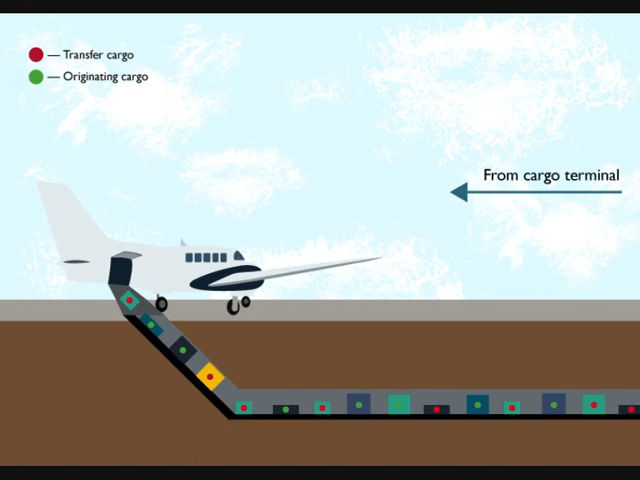 — Transfer cargo
— Originating cargo
From cargo terminal